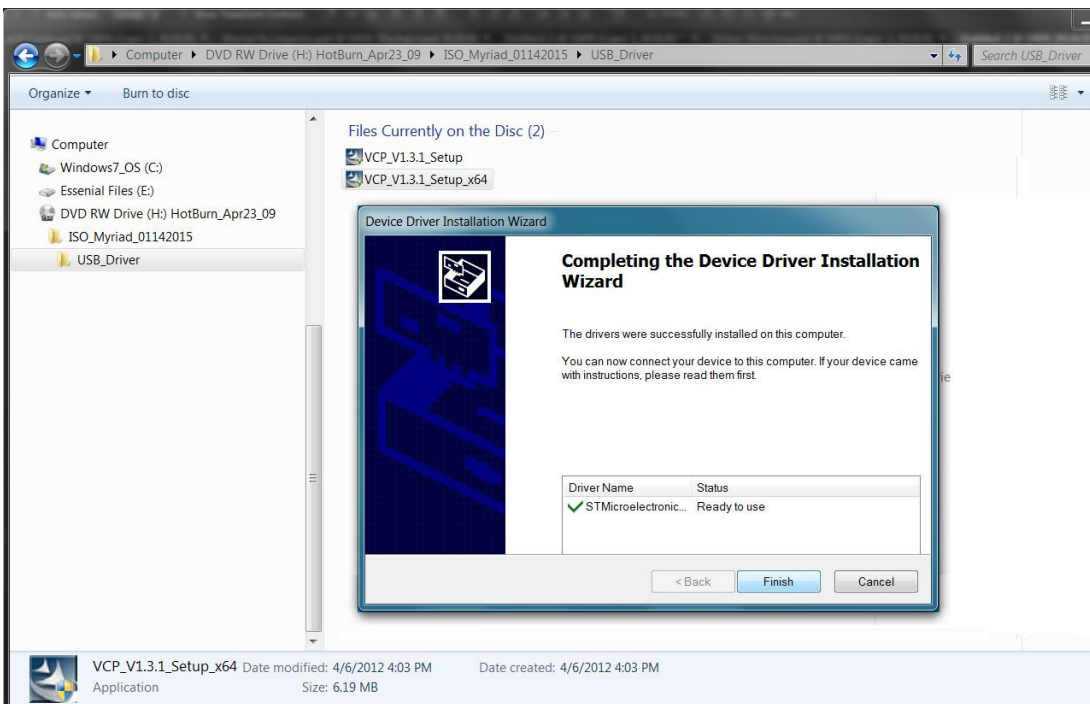 Computer ▸ DVD RW Drive (H:) HotBurn_Apr23_09 ▸ ISO_Myriad_01142015 ▸ USB_Driver
Search USB_Driver
Organize
Burn to disc
Computer
Windows7_OS (C:)
Essenial Files (E:)
DVD RW Drive (H:) HotBurn_Apr23_09
ISO_Myriad_01142015
USB_Driver
Files Currently on the Disc (2)
VCP_V1.3.1_Setup
VCP_V1.3.1_Setup_x64
Device Driver Installation Wizard
Completing the Device Driver Installation
Wizard
The drivers were successfully installed on this computer.
You can now connect your device to this computer. If your device came
with instructions, please read them first.
Driver Name Status
STMicroelectronic... Ready to use
< Back Finish Cancel
VCP_V1.3.1_Setup_x64 Date modified: 4/6/2012 4:03 PM Date created: 4/6/2012 4:03 PM
Application Size: 6.19 MB